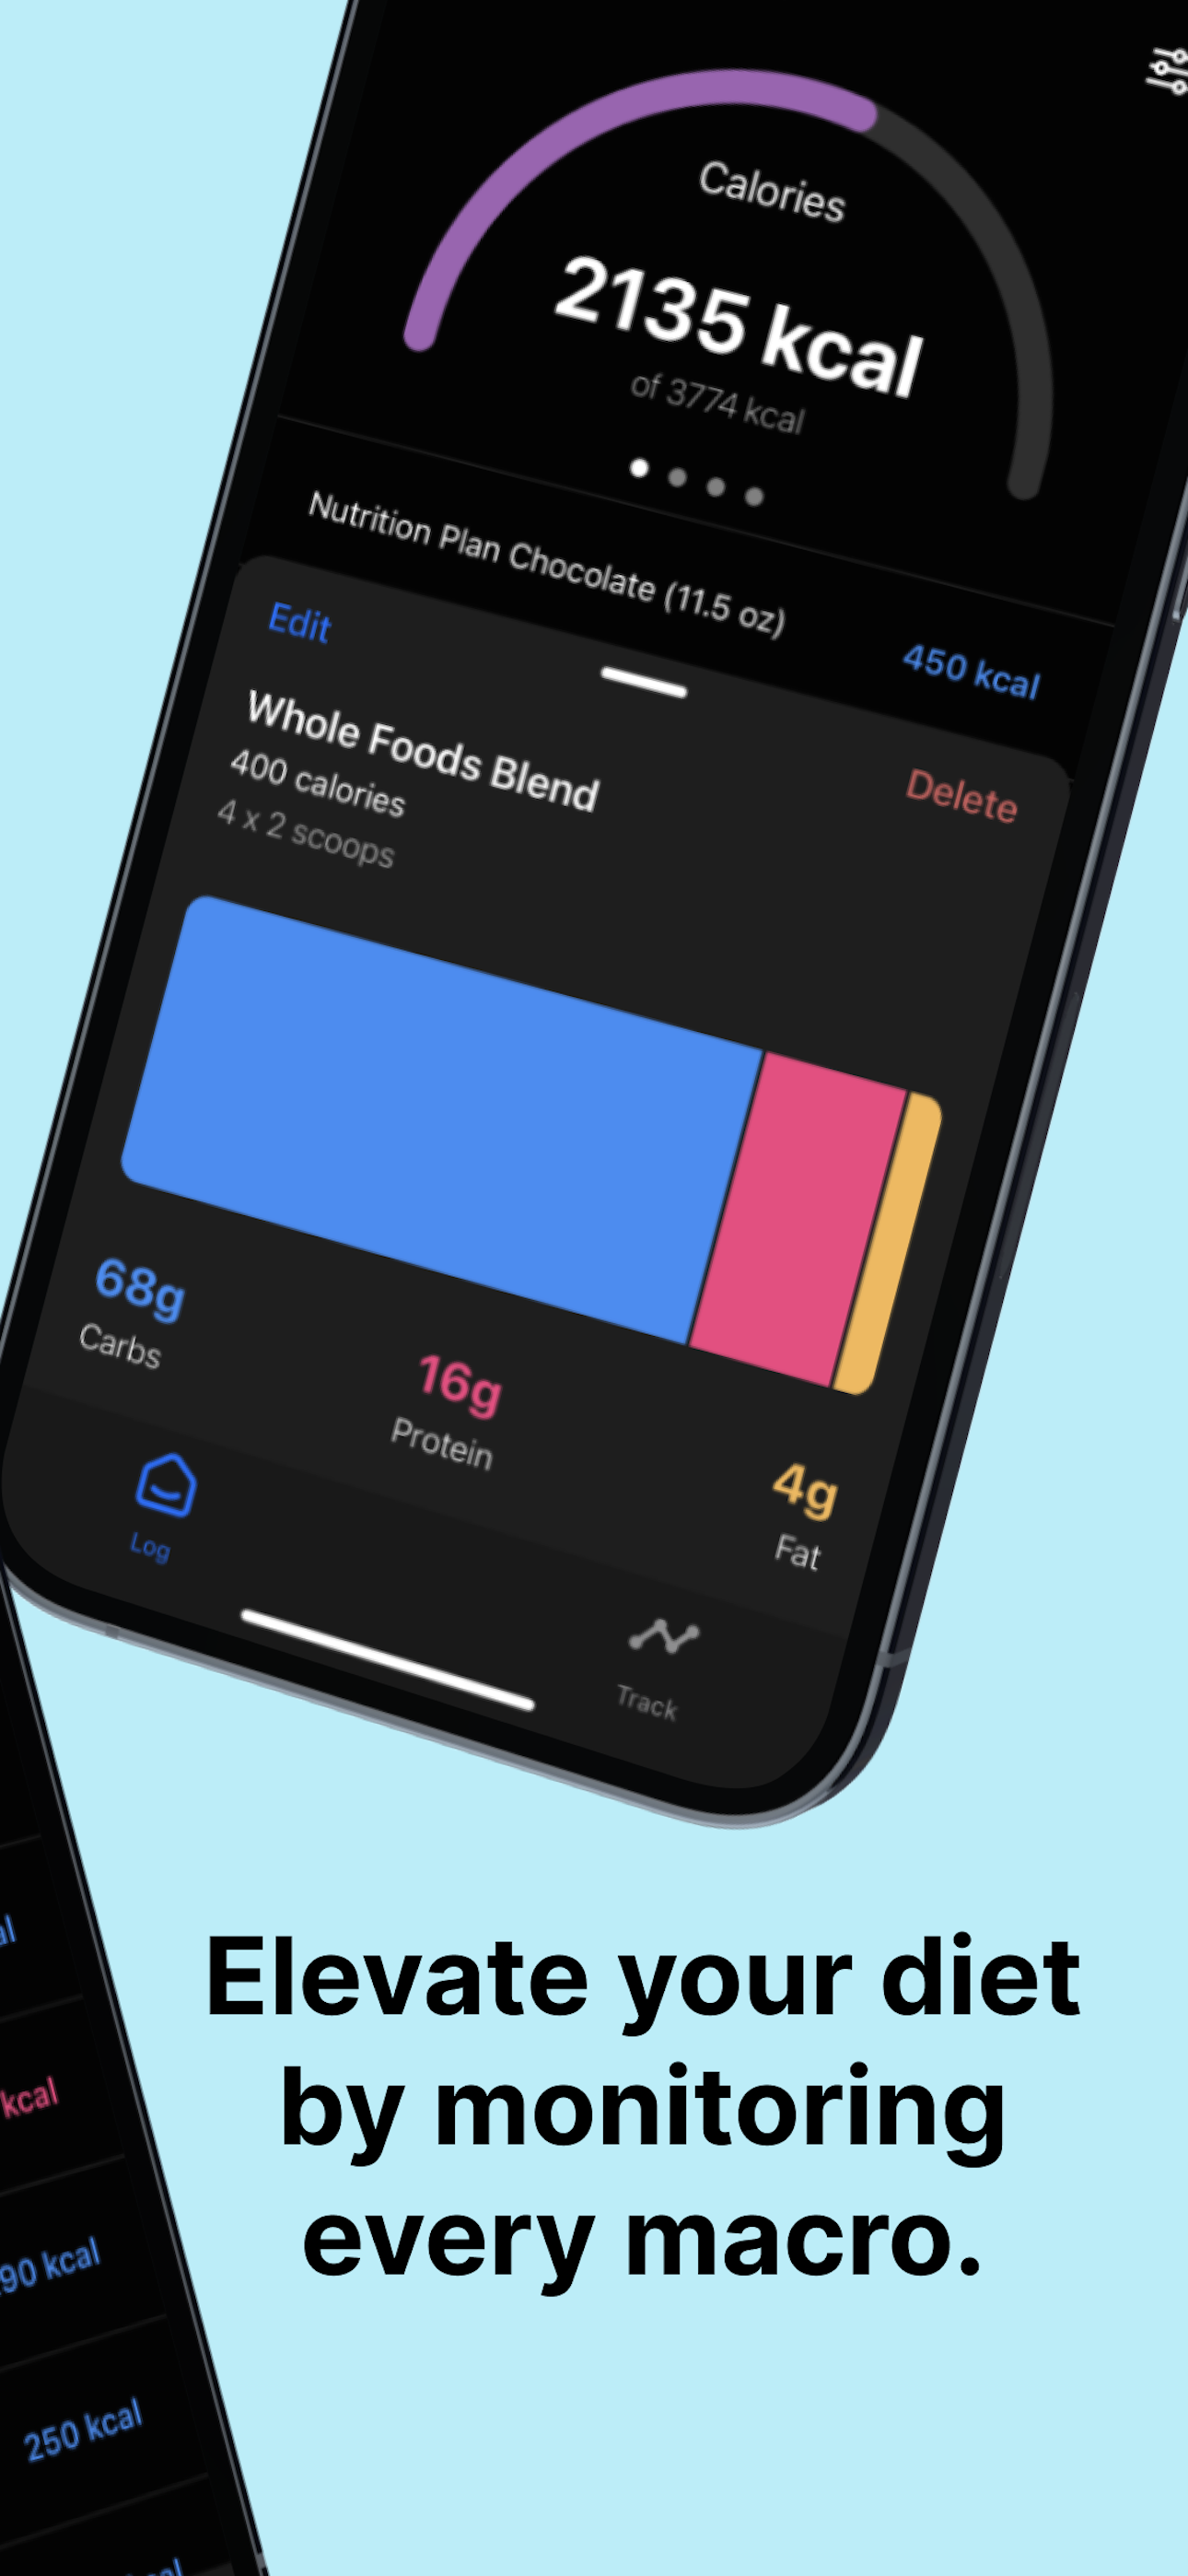 Calories
2135 kcal
of 3774 kcal
Nutrition Plan Chocolate (11.5 oz)
450 kcal
Edit
Delete
Whole Foods Blend
400 calories
4 x 2 scoops
68g
Carbs
16g
Protein
4g
Fat
Log
Track
kcal
90 kcal
250 kcal
Elevate your diet
by monitoring
every macro.